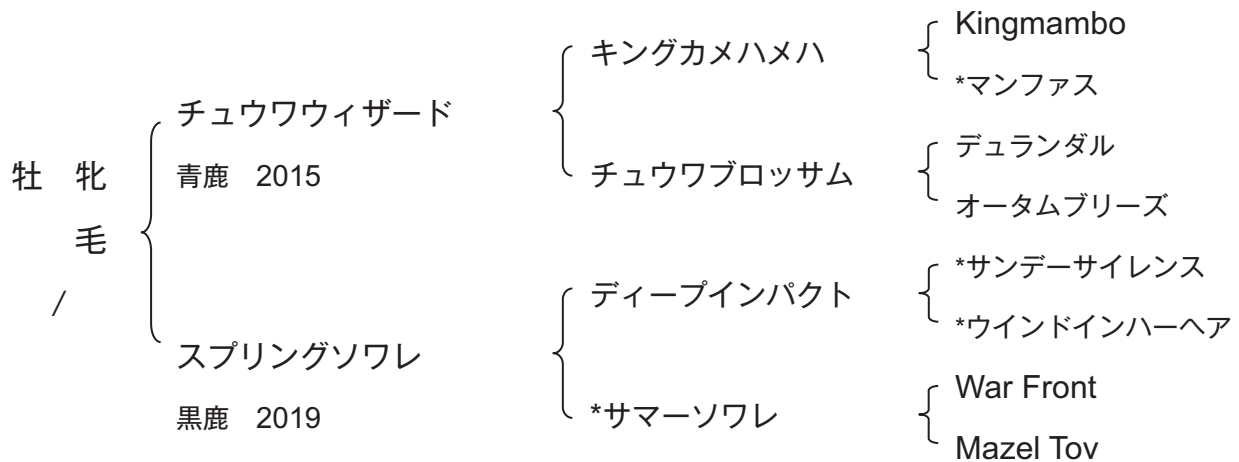 Kingmambo
キングカメハメハ
*マンファス
チュウワウィザード
青鹿 2015
デュランダル
チュウワブロッサム
オータムブリーズ
牡 牝
毛
/
*サンデーサイレンス
ディープインパクト
*ウインドインハーヘア
スプリングソワレ
黒鹿 2019
War Front
*サマーソワレ
Mazel Tov